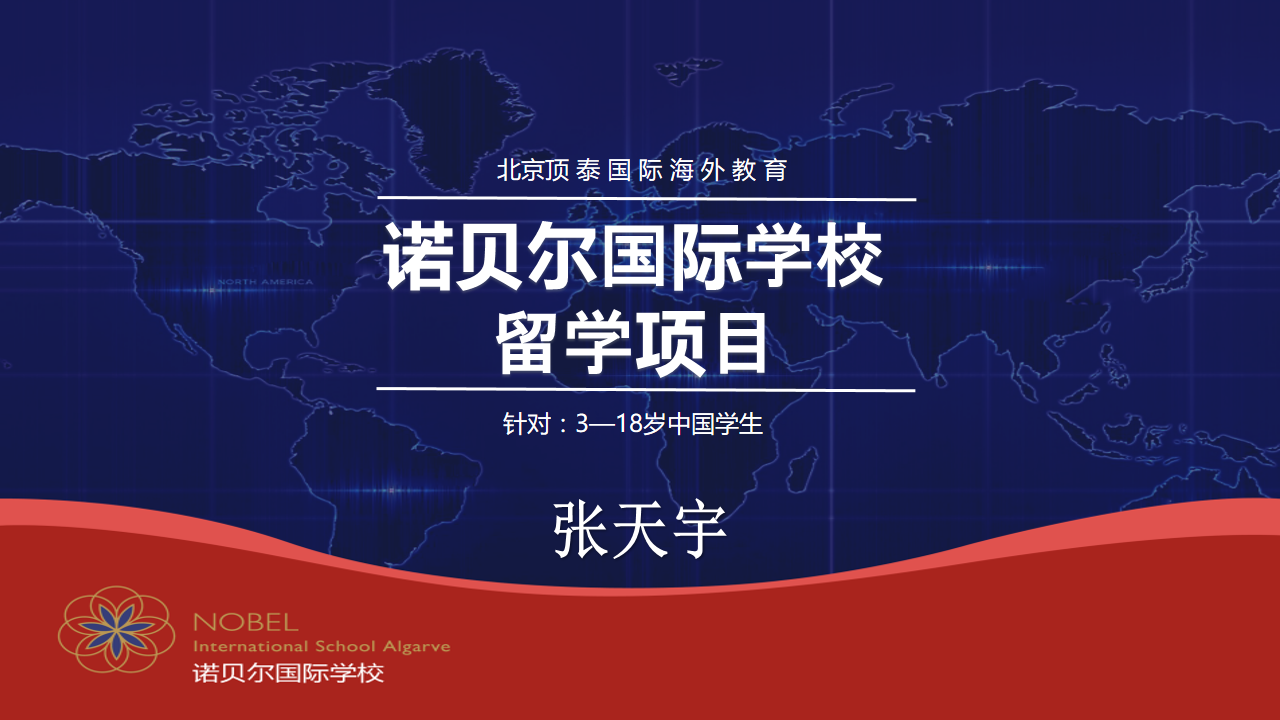 北京顶泰国际海外教育
诺贝尔国际学校
留学项目
NORTH AMERICA
针对：3—18岁中国学生
张天宇
NOBEL
International School Algarve
诺贝尔国际学校